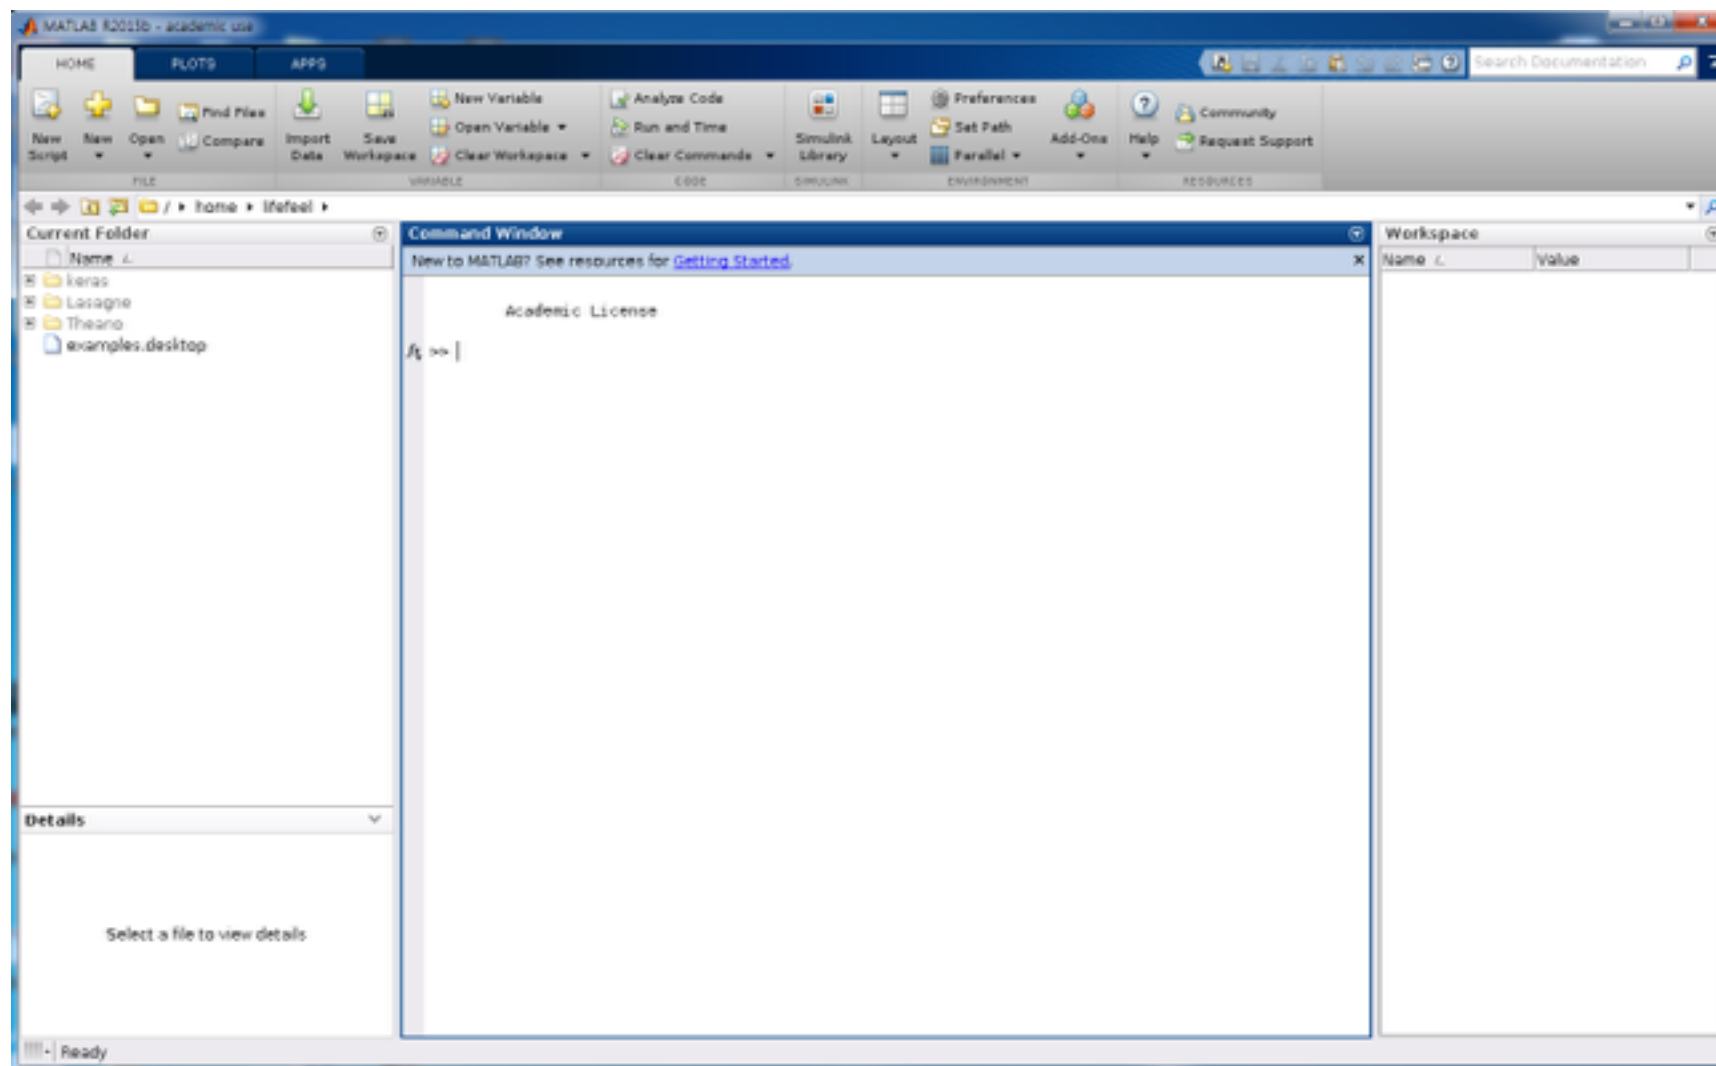 MATLAB R2015b - academic use
HOME PLOTS APPS
Search Documentation
New Script
New
Open
Find Files
Compare
Import Data
Save Workspace
New Variable
Open Variable
Clear Workspace
Analyze Code
Run and Time
Clear Commands
Simulink Library
Layout
Preferences
Set Path
Parallel
Add-Ons
Help
Community
Request Support
FILE VARIABLE CODE SIMULINK ENVIRONMENT RESOURCES
/ home lifefeel
Current Folder
Name
keras
Lasagne
Theano
examples.desktop
Details
Select a file to view details
Command Window
New to MATLAB? See resources for Getting Started.
Academic License
fx >>
Workspace
Name Value
Ready